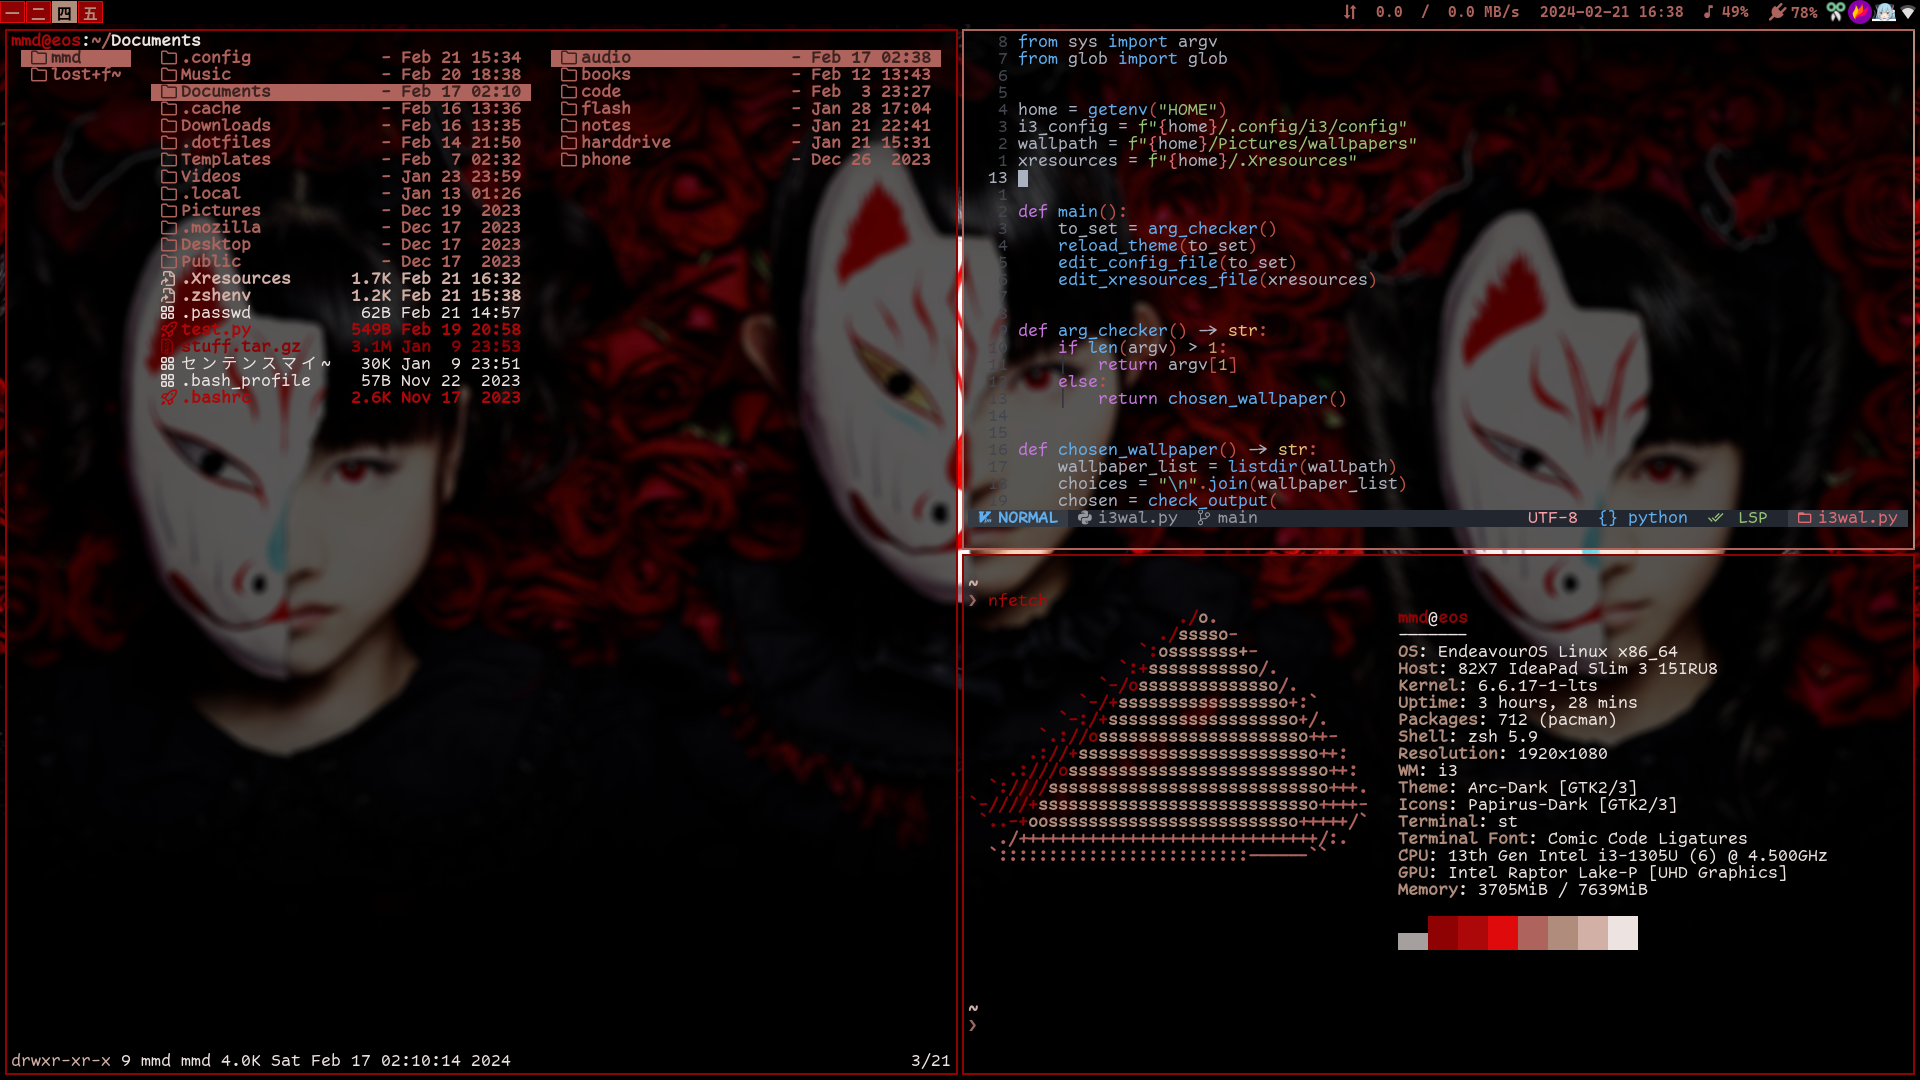 一 二 四 五
0.0 / 0.0 MB/s 2024-02-21 16:38 49% 78%
mmd@eos:~/Documents
mmd
lost+f~
.config - Feb 21 15:34
Music - Feb 20 18:38
Documents - Feb 17 02:10
.cache - Feb 16 13:36
Downloads - Feb 16 13:35
.dotfiles - Feb 14 21:50
Templates - Feb 7 02:32
Videos - Jan 23 23:59
.local - Jan 13 01:26
Pictures - Dec 19 2023
.mozilla - Dec 17 2023
Desktop - Dec 17 2023
Public - Dec 17 2023
.Xresources 1.7K Feb 21 16:32
.zshenv 1.2K Feb 21 15:38
.passwd 62B Feb 21 14:57
test.py 549B Feb 19 20:58
stuff.tar.gz 3.1M Jan 9 23:53
センテンスマイ~ 30K Jan 9 23:51
.bash_profile 57B Nov 22 2023
.bashrc 2.6K Nov 17 2023
audio - Feb 17 02:38
books - Feb 12 13:43
code - Feb 3 23:27
flash - Jan 28 17:04
notes - Jan 21 22:41
harddrive - Jan 21 15:31
phone - Dec 26 2023
drwxr-xr-x 9 mmd mmd 4.0K Sat Feb 17 02:10:14 2024 3/21
8 from sys import argv
7 from glob import glob
6
5
4 home = getenv("HOME")
3 i3_config = f"{home}/.config/i3/config"
2 wallpath = f"{home}/Pictures/wallpapers"
1 xresources = f"{home}/.Xresources"
13
1
2 def main():
3 to_set = arg_checker()
4 reload_theme(to_set)
5 edit_config_file(to_set)
6 edit_xresources_file(xresources)
7
8
9 def arg_checker() -> str:
10 if len(argv) > 1:
11 return argv[1]
12 else:
13 return chosen_wallpaper()
14
15
16 def chosen_wallpaper() -> str:
17 wallpaper_list = listdir(wallpath)
18 choices = "\n".join(wallpaper_list)
19 chosen = check_output(
NORMAL i3wal.py main UTF-8 {} python LSP i3wal.py
~
❯ nfetch
./o.
./sssso-
`:osssssss+-
`:+sssssssssso/.
`-/ossssssssssssso/.
`-/+sssssssssssssssso+:`
`-:/+sssssssssssssssssso+/.
`.://osssssssssssssssssssso++-
.://+ssssssssssssssssssssssso++:
.:///ossssssssssssssssssssssssso++:
`:////ssssssssssssssssssssssssssso+++.
`-////+ssssssssssssssssssssssssssso++++-
`..-+oosssssssssssssssssssssssso+++++/`
./++++++++++++++++++++++++++++++/:.
`:::::::::::::::::::::::::------``
mmd@eos
-------
OS: EndeavourOS Linux x86_64
Host: 82X7 IdeaPad Slim 3 15IRU8
Kernel: 6.6.17-1-lts
Uptime: 3 hours, 28 mins
Packages: 712 (pacman)
Shell: zsh 5.9
Resolution: 1920x1080
WM: i3
Theme: Arc-Dark [GTK2/3]
Icons: Papirus-Dark [GTK2/3]
Terminal: st
Terminal Font: Comic Code Ligatures
CPU: 13th Gen Intel i3-1305U (6) @ 4.500GHz
GPU: Intel Raptor Lake-P [UHD Graphics]
Memory: 3705MiB / 7639MiB
~
❯